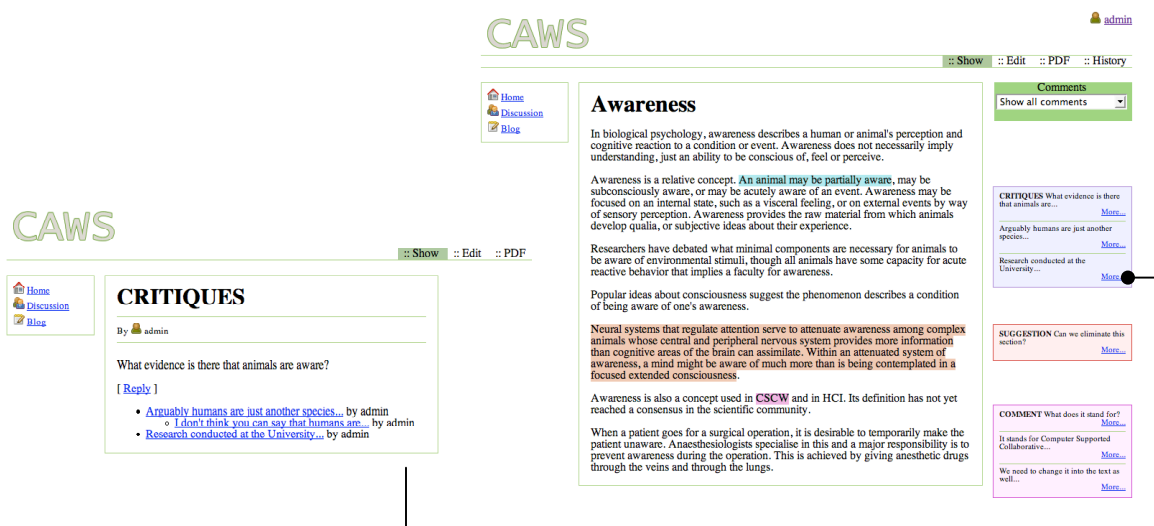 CAWS
admin
:: Show :: Edit :: PDF :: History
Home
Discussion
Blog
Awareness
In biological psychology, awareness describes a human or animal's perception and
cognitive reaction to a condition or event. Awareness does not necessarily imply
understanding, just an ability to be conscious of, feel or perceive.
Awareness is a relative concept. An animal may be partially aware, may be
subconsciously aware, or may be acutely aware of an event. Awareness may be
focused on an internal state, such as a visceral feeling, or on external events by way
of sensory perception. Awareness provides the raw material from which animals
develop qualia, or subjective ideas about their experience.
Researchers have debated what minimal components are necessary for animals to
be aware of environmental stimuli, though all animals have some capacity for acute
reactive behavior that implies a faculty for awareness.
Popular ideas about consciousness suggest the phenomenon describes a condition
of being aware of one's awareness.
Neural systems that regulate attention serve to attenuate awareness among complex
animals whose central and peripheral nervous system provides more information
than cognitive areas of the brain can assimilate. Within an attenuated system of
awareness, a mind might be aware of much more than is being contemplated in a
focused extended consciousness.
Awareness is also a concept used in CSCW and in HCI. Its definition has not yet
reached a consensus in the scientific community.
When a patient goes for a surgical operation, it is desirable to temporarily make the
patient unaware. Anaesthesiologists specialise in this and a major responsibility is to
prevent awareness during the operation. This is achieved by giving anesthetic drugs
through the veins and through the lungs.
Comments
Show all comments
CRITIQUES What evidence is there
that animals are...
More...
Arguably humans are just another
species...
More...
Research conducted at the
University...
More...
SUGGESTION Can we eliminate this
section?
More...
COMMENT What does it stand for?
More...
It stands for Computer Supported
Collaborative...
More...
We need to change it into the text as
well...
More...
CAWS
:: Show :: Edit :: PDF
Home
Discussion
Blog
CRITIQUES
By admin
What evidence is there that animals are aware?
[ Reply ]
Arguably humans are just another species... by admin
I don't think you can say that humans are... by admin
Research conducted at the University... by admin